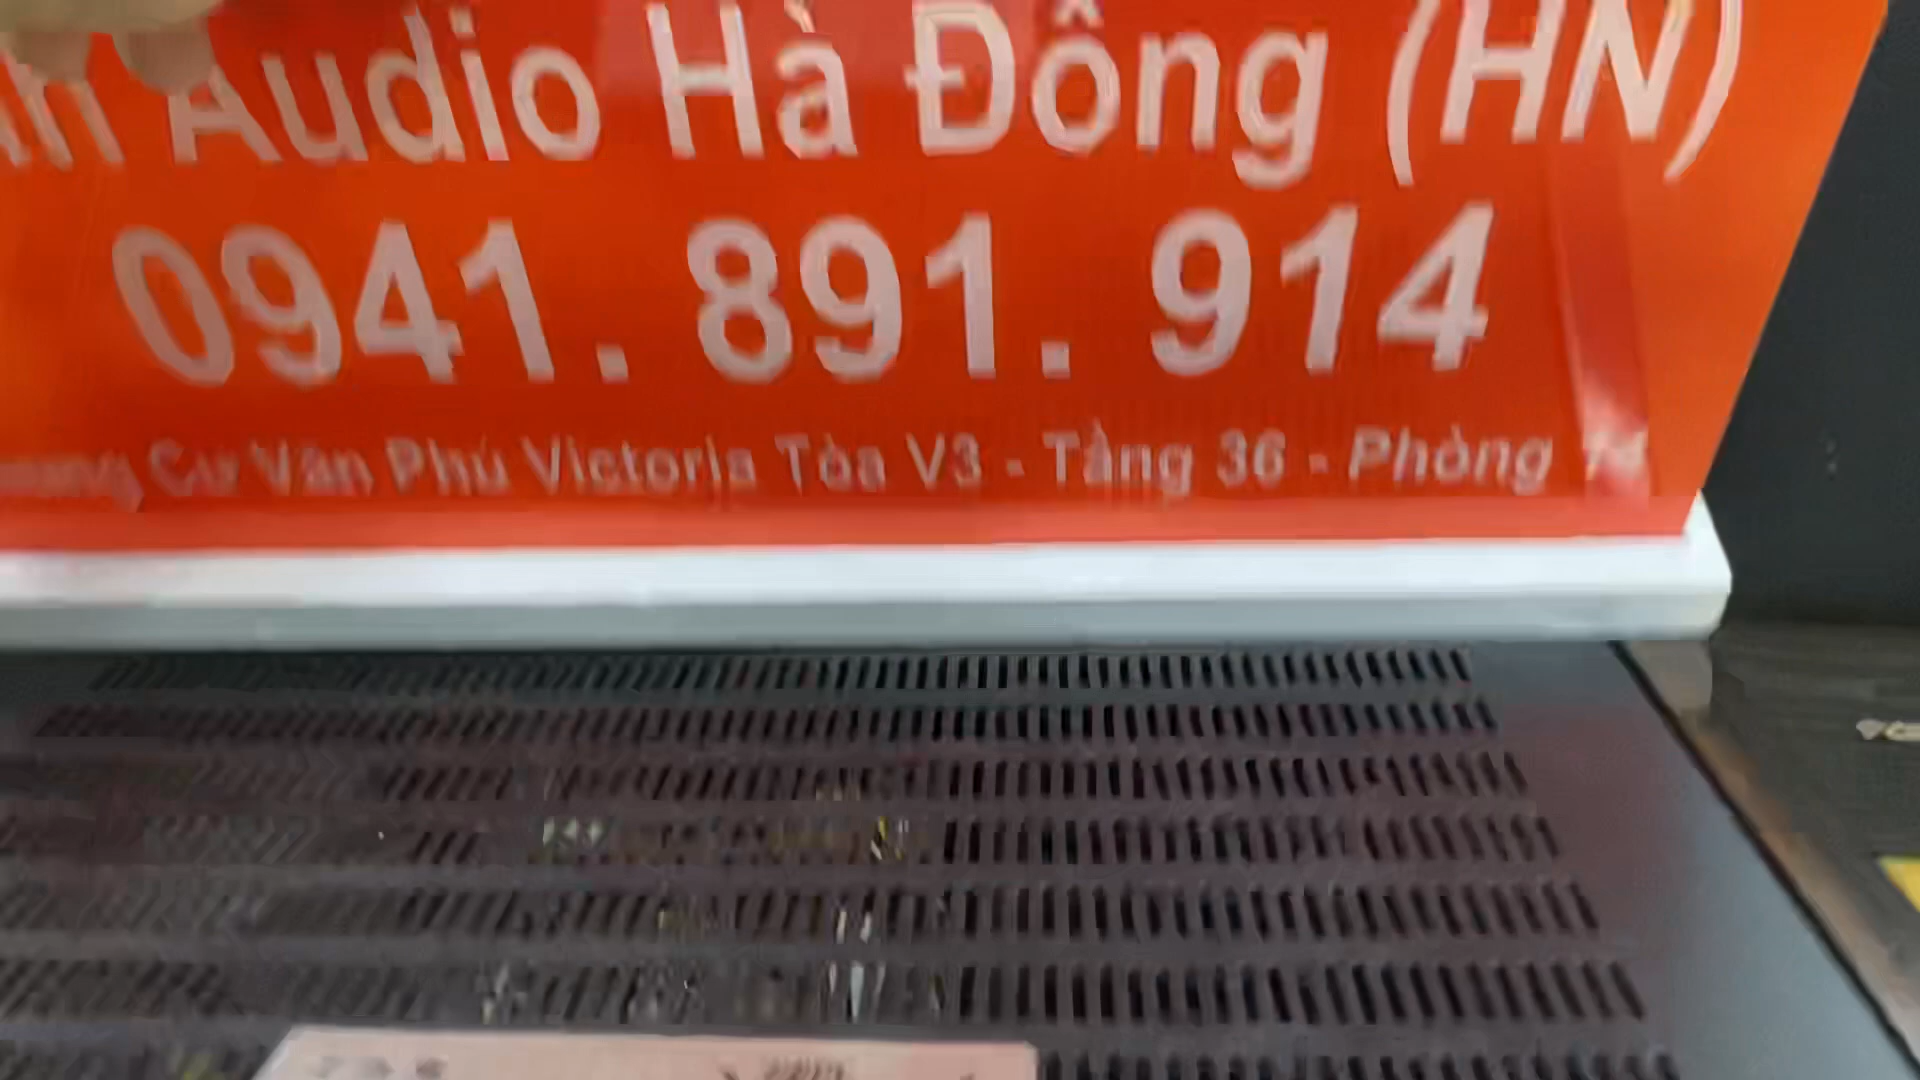 Audio Hà Đông (HN)
0941. 891. 914
Cư Văn Phú Victoria Tòa V3 - Tầng 36 - Phòng